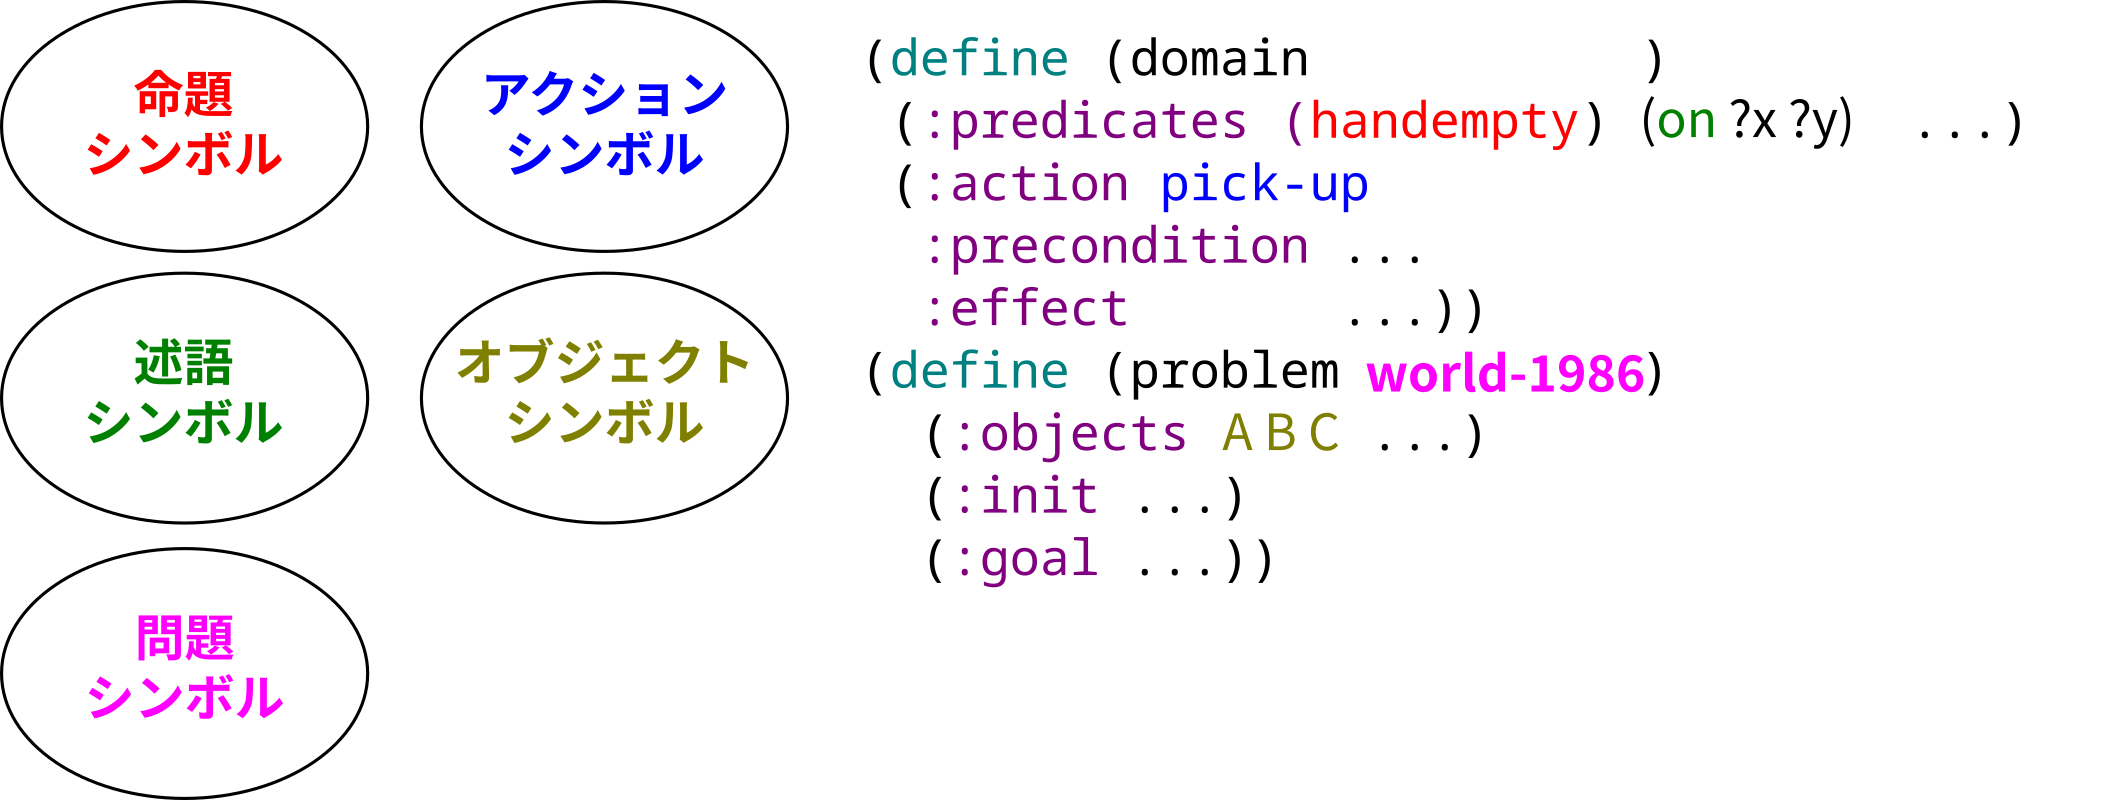 命題
シンボル
アクション
シンボル
述語
シンボル
オブジェクト
シンボル
問題
シンボル
(define (domain )
(:predicates (handempty) (on ?x ?y) ...)
(:action pick-up
:precondition ...
:effect ...))
(define (problem world-1986)
(:objects A B C ...)
(:init ...)
(:goal ...))